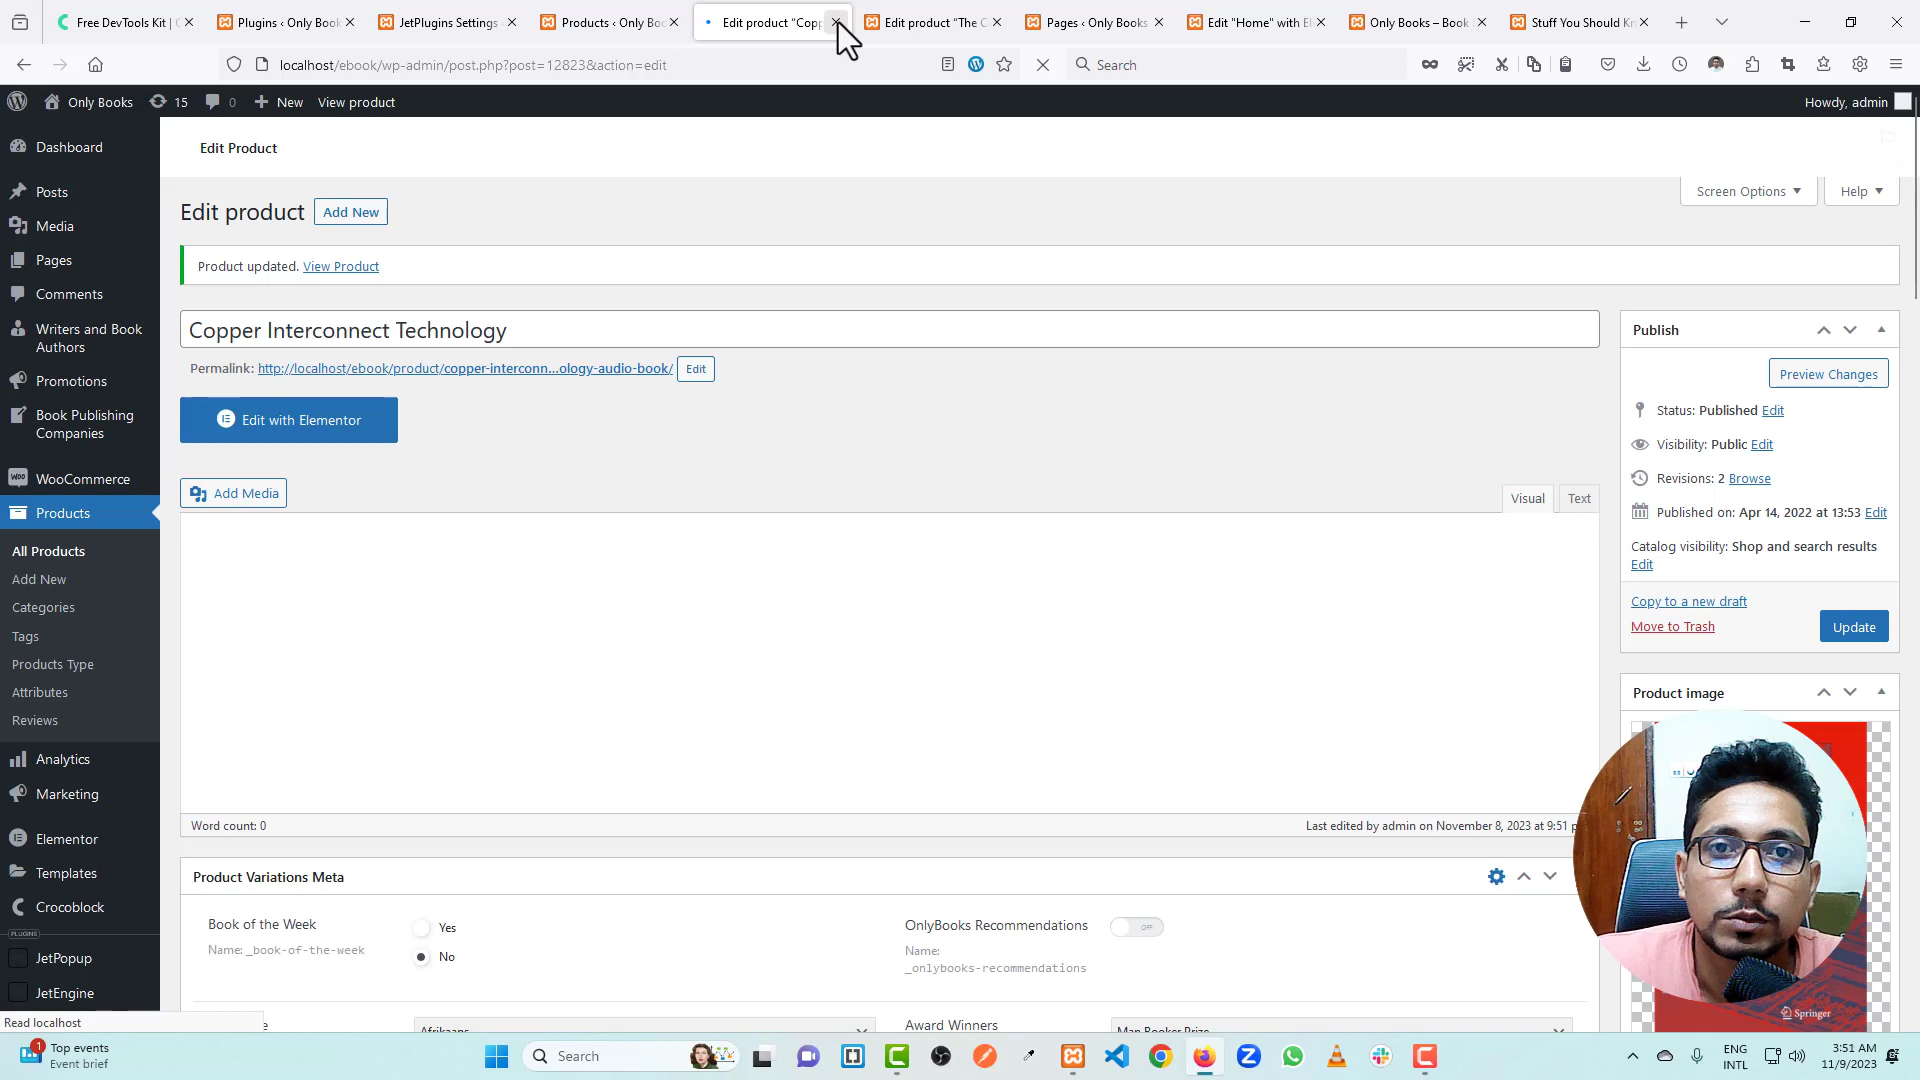 Free DevTools Kit | C
Plugins ‹ Only Book
JetPlugins Settings
Products ‹ Only Bo
Edit product “Copp
Edit product “The C
Pages ‹ Only Books
Edit "Home" with El
Only Books – Book
Stuff You Should Kn
localhost/ebook/wp-admin/post.php?post=12823&action=edit
Search
Only Books
15
0
New
View product
Howdy, admin
Dashboard
Posts
Media
Pages
Comments
Writers and Book
Authors
Promotions
Book Publishing
Companies
WooCommerce
Products
All Products
Add New
Categories
Tags
Products Type
Attributes
Reviews
Analytics
Marketing
Elementor
Templates
Crocoblock
PLUGINS
JetPopup
JetEngine
Read localhost
Edit Product
Screen Options
Help
Edit product
Add New
Product updated. View Product
Copper Interconnect Technology
Permalink: http://localhost/ebook/product/copper-interconn...ology-audio-book/ Edit
Edit with Elementor
Add Media
Visual
Text
Word count: 0
Last edited by admin on November 8, 2023 at 9:51
Product Variations Meta
Book of the Week
Name: _book-of-the-week
Yes
No
OnlyBooks Recommendations
OFF
Name:
_onlybooks-recommendations
Afrikaans
Award Winners
Man Booker Prize
Publish
Preview Changes
Status: Published Edit
Visibility: Public Edit
Revisions: 2 Browse
Published on: Apr 14, 2022 at 13:53 Edit
Catalog visibility: Shop and search results
Edit
Copy to a new draft
Move to Trash
Update
Product image
Springer
1
Top events
Event brief
Search
ENG
INTL
3:51 AM
11/9/2023